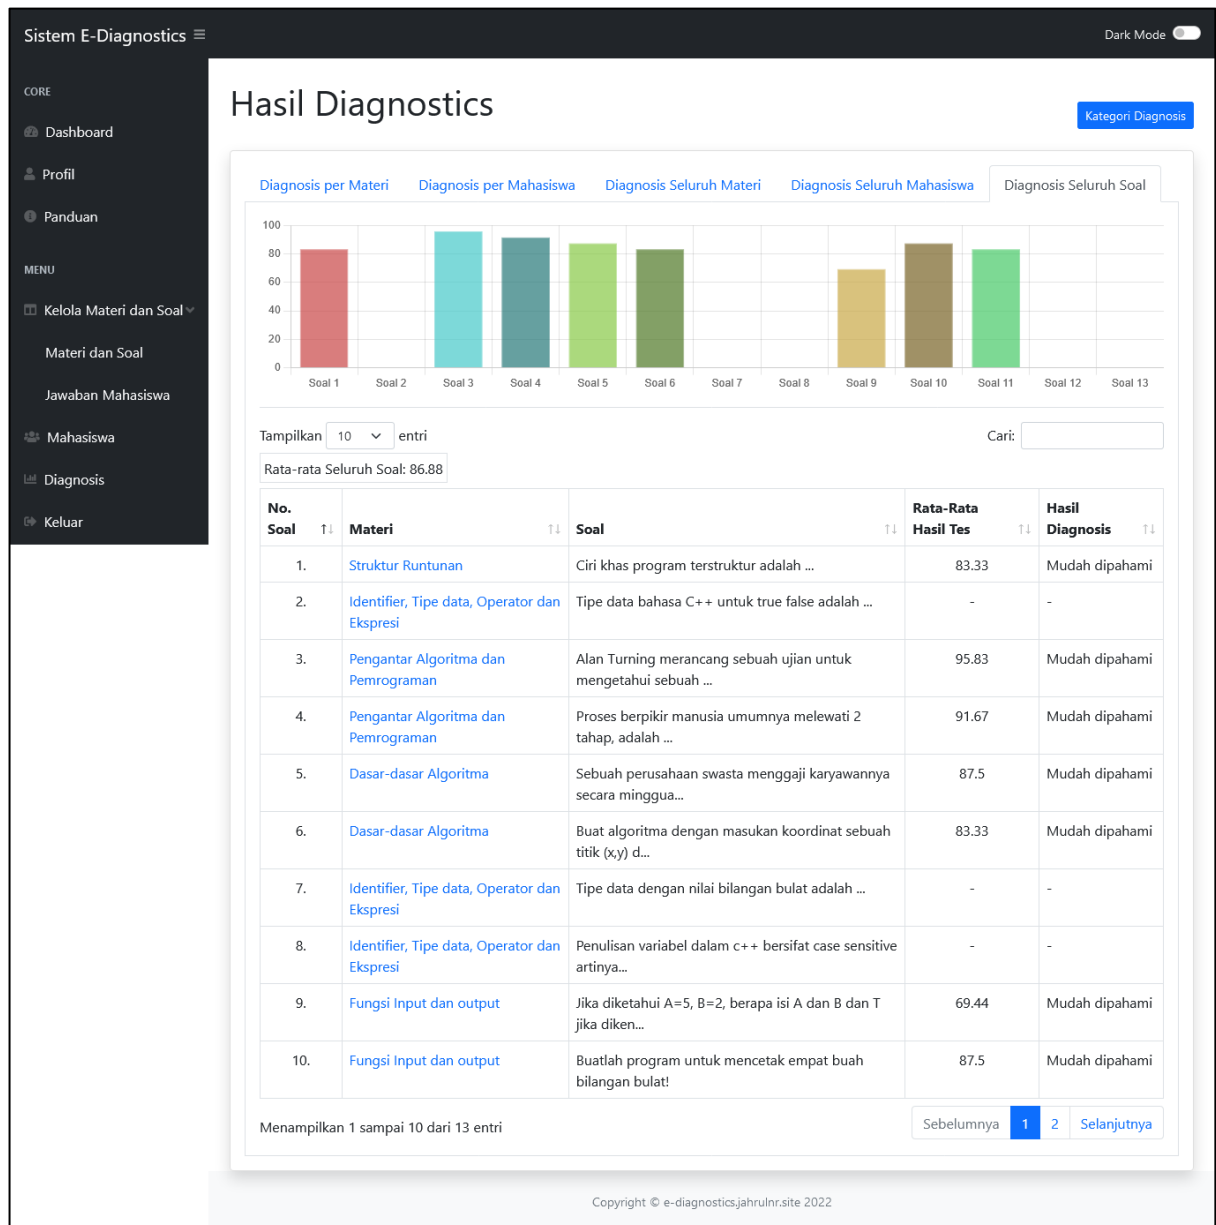 Sistem E-Diagnostics
Dark Mode
CORE
Dashboard
Profil
Panduan
MENU
Kelola Materi dan Soal
Materi dan Soal
Jawaban Mahasiswa
Mahasiswa
Diagnosis
Keluar
Hasil Diagnostics
Kategori Diagnosis
Diagnosis per Materi Diagnosis per Mahasiswa Diagnosis Seluruh Materi Diagnosis Seluruh Mahasiswa Diagnosis Seluruh Soal
100
80
60
40
20
0
Soal 1 Soal 2 Soal 3 Soal 4 Soal 5 Soal 6 Soal 7 Soal 8 Soal 9 Soal 10 Soal 11 Soal 12 Soal 13
Tampilkan 10 entri Cari:
Rata-rata Seluruh Soal: 86.88
No. Rata-Rata Hasil
Soal ↑↓ Materi ↑↓ Soal ↑↓ Hasil Tes ↑↓ Diagnosis ↑↓
1. Struktur Runtunan Ciri khas program terstruktur adalah ... 83.33 Mudah dipahami
2. Identifier, Tipe data, Operator dan Tipe data bahasa C++ untuk true false adalah ... - -
Ekspresi
3. Pengantar Algoritma dan Alan Turning merancang sebuah ujian untuk 95.83 Mudah dipahami
Pemrograman mengetahui sebuah ...
4. Pengantar Algoritma dan Proses berpikir manusia umumnya melewati 2 91.67 Mudah dipahami
Pemrograman tahap, adalah ...
5. Dasar-dasar Algoritma Sebuah perusahaan swasta menggaji karyawannya 87.5 Mudah dipahami
secara minggua...
6. Dasar-dasar Algoritma Buat algoritma dengan masukan koordinat sebuah 83.33 Mudah dipahami
titik (x,y) d...
7. Identifier, Tipe data, Operator dan Tipe data dengan nilai bilangan bulat adalah ... - -
Ekspresi
8. Identifier, Tipe data, Operator dan Penulisan variabel dalam c++ bersifat case sensitive - -
Ekspresi artinya...
9. Fungsi Input dan output Jika diketahui A=5, B=2, berapa isi A dan B dan T 69.44 Mudah dipahami
jika diken...
10. Fungsi Input dan output Buatlah program untuk mencetak empat buah 87.5 Mudah dipahami
bilangan bulat!
Menampilkan 1 sampai 10 dari 13 entri Sebelumnya 1 2 Selanjutnya
Copyright © e-diagnostics.jahrulnr.site 2022